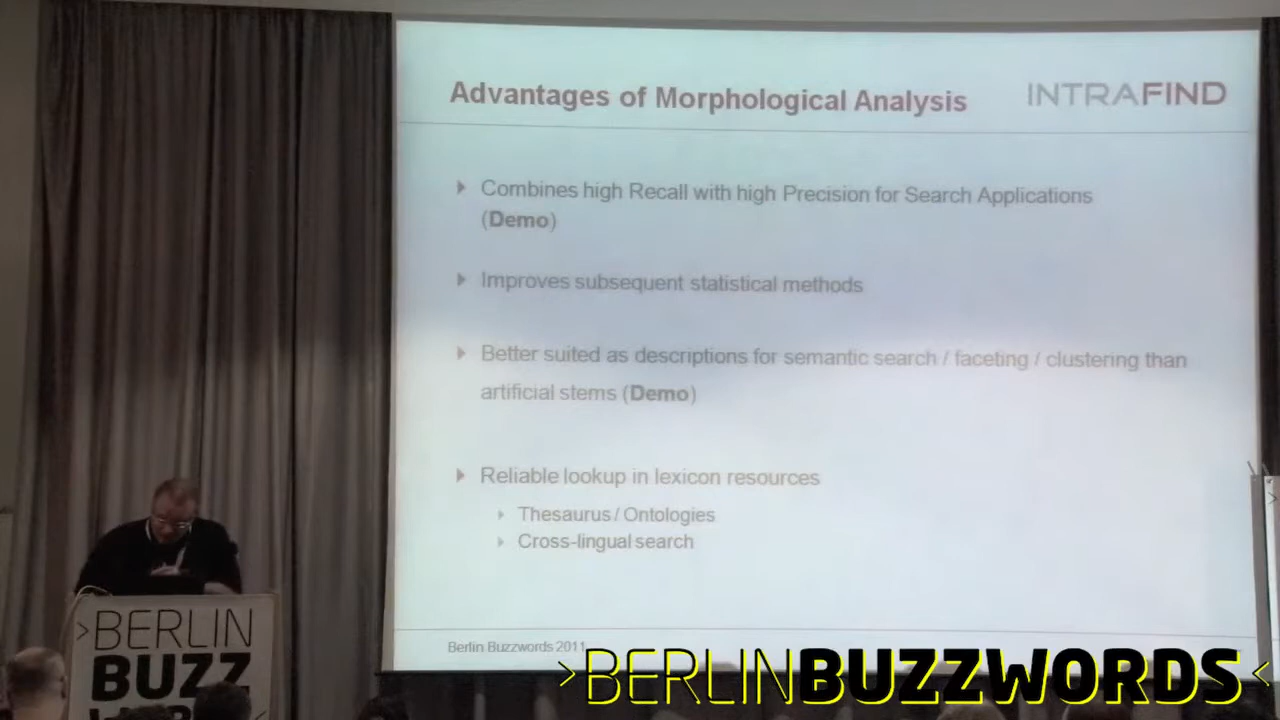 Advantages of Morphological Analysis
INTRAFIND
Combines high Recall with high Precision for Search Applications
(Demo)
Improves subsequent statistical methods
Better suited as descriptions for semantic search / faceting / clustering than
artificial stems (Demo)
Reliable lookup in lexicon resources
Thesaurus / Ontologies
Cross-lingual search
Berlin Buzzwords 2011
>BERLIN
BUZZ
>BERLINBUZZWORDS<